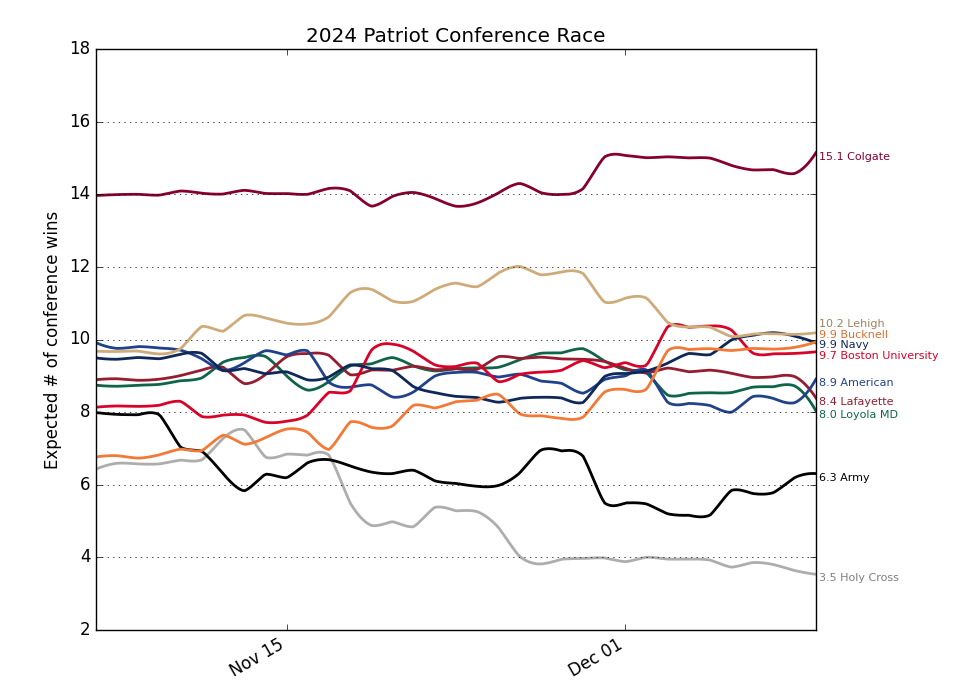 2024 Patriot Conference Race
Expected # of conference wins
18
16
14
12
10
8
6
4
2
Nov 15
Dec 01
15.1 Colgate
10.2 Lehigh
9.9 Bucknell
9.9 Navy
9.7 Boston University
8.9 American
8.4 Lafayette
8.0 Loyola MD
6.3 Army
3.5 Holy Cross